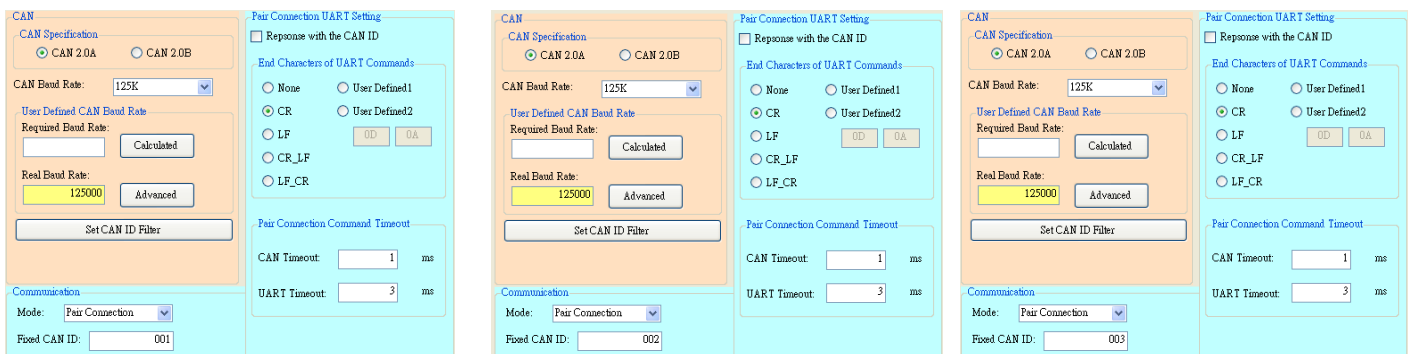 CAN
CAN Specification
CAN 2.0A CAN 2.0B
CAN Baud Rate: 125K
User Defined CAN Baud Rate
Required Baud Rate:
Calculated
Real Baud Rate:
125000 Advanced
Set CAN ID Filter
Communication
Mode: Pair Connection
Fixed CAN ID: 001
Pair Connection UART Setting
Repsonse with the CAN ID
End Characters of UART Commands
None User Defined1
CR User Defined2
LF 0D 0A
CR_LF
LF_CR
Pair Connection Command Timeout
CAN Timeout: 1 ms
UART Timeout: 3 ms
CAN
CAN Specification
CAN 2.0A CAN 2.0B
CAN Baud Rate: 125K
User Defined CAN Baud Rate
Required Baud Rate:
Calculated
Real Baud Rate:
125000 Advanced
Set CAN ID Filter
Communication
Mode: Pair Connection
Fixed CAN ID: 002
Pair Connection UART Setting
Repsonse with the CAN ID
End Characters of UART Commands
None User Defined1
CR User Defined2
LF 0D 0A
CR_LF
LF_CR
Pair Connection Command Timeout
CAN Timeout: 1 ms
UART Timeout: 3 ms
CAN
CAN Specification
CAN 2.0A CAN 2.0B
CAN Baud Rate: 125K
User Defined CAN Baud Rate
Required Baud Rate:
Calculated
Real Baud Rate:
125000 Advanced
Set CAN ID Filter
Communication
Mode: Pair Connection
Fixed CAN ID: 003
Pair Connection UART Setting
Repsonse with the CAN ID
End Characters of UART Commands
None User Defined1
CR User Defined2
LF 0D 0A
CR_LF
LF_CR
Pair Connection Command Timeout
CAN Timeout: 1 ms
UART Timeout: 3 ms